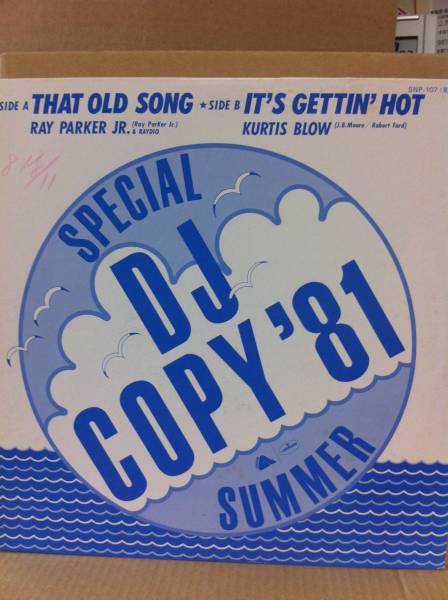 SNP-107
SIDE A THAT OLD SONG ★ SIDE B IT'S GETTIN' HOT
RAY PARKER JR. & RAYDIO (Ray Parker Jr.) KURTIS BLOW (J.B.Moore / Robert Ford)
SPECIAL
DJ
COPY '81
SUMMER